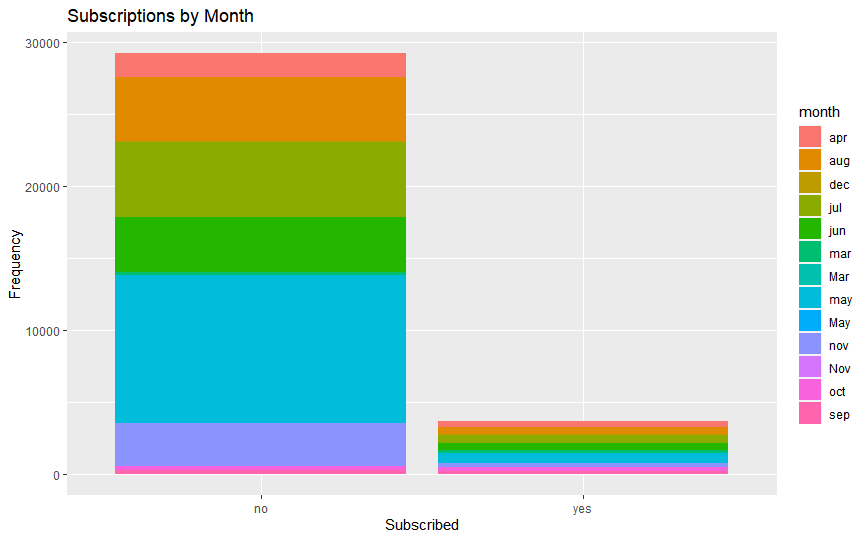 Subscriptions by Month
30000
20000
10000
0
Frequency
no
yes
Subscribed
month
apr
aug
dec
jul
jun
mar
Mar
may
May
nov
Nov
oct
sep